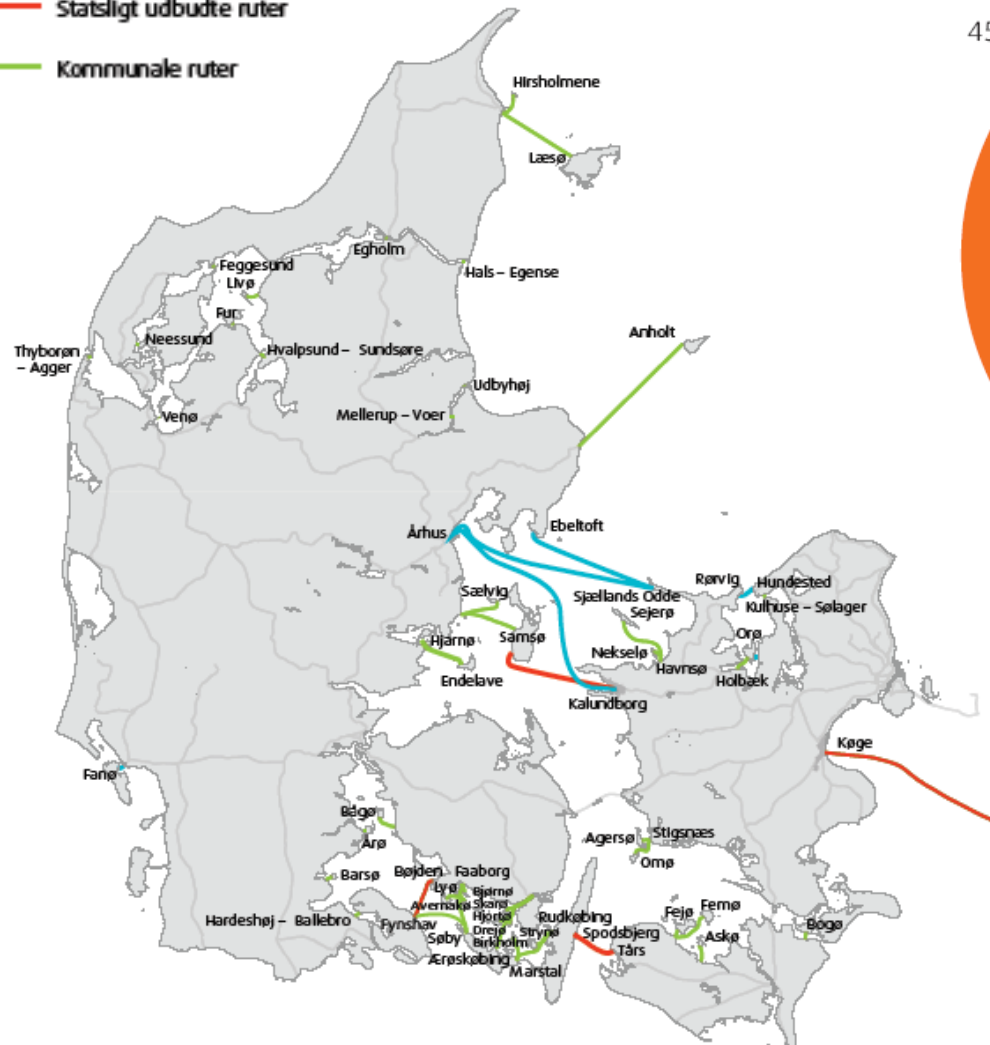 Statsligt udbudte ruter
45
Kommunale ruter
Hirsholmene
Læsø
Egholm
Feggesund
Hals – Egense
Livø
Fur
Anholt
Neessund
Thyborøn
– Agger
Hvalpsund – Sundsøre
Udbyhøj
Mellerup – Voer
Venø
Århus
Ebeltoft
Rørvig
Hundested
Sælvig
Sjællands Odde
Kulhuse – Sølager
Sejerø
Hjarnø
Samsø
Orø
Nekselø
Havnsø
Endelave
Holbæk
Kalundborg
Køge
Fanø
Bågø
Årø
Agersø
Stigsnæs
Omø
Barsø
Bøjden
Faaborg
Lyø
Bjørnø
Avernakø
Skarø
Hjortø
Hardeshøj – Ballebro
Fynshav
Rudkøbing
Fejø
Femø
Bogø
Drejø
Strynø
Spodsbjerg
Askø
Søby
Birkholm
Tårs
Ærøskøbing
Marstal